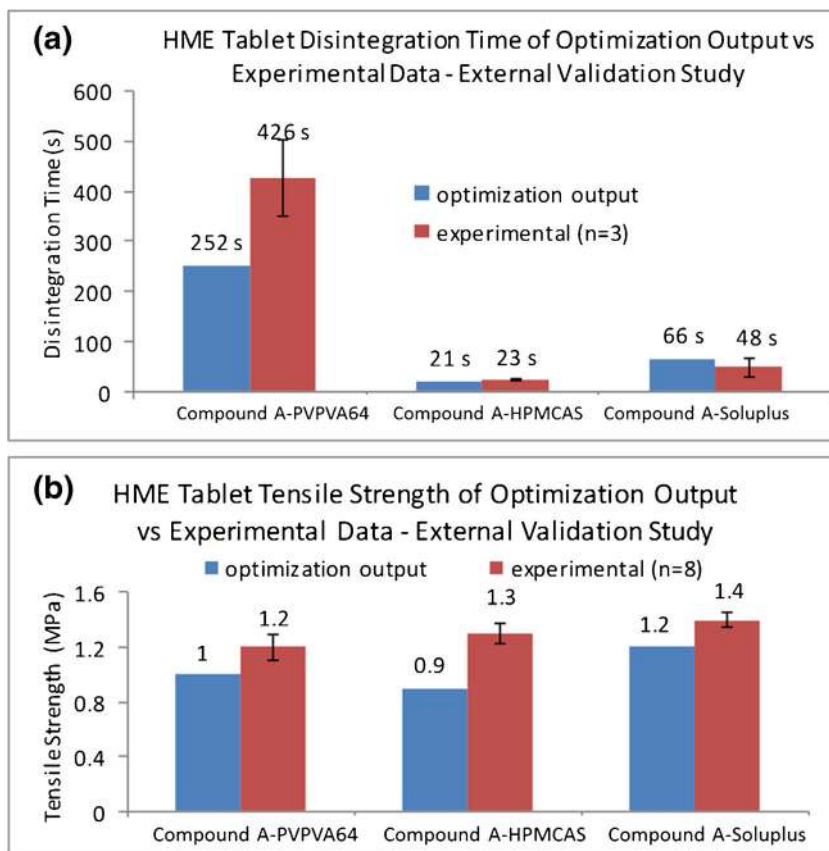 (a)
HME Tablet Disintegration Time of Optimization Output vs
Experimental Data - External Validation Study
Disintegration Time (s)
600
500
400
300
200
100
0
252 s
426 s
21 s
23 s
66 s
48 s
optimization output
experimental (n=3)
Compound A-PVPVA64
Compound A-HPMCAS
Compound A-Soluplus
(b)
HME Tablet Tensile Strength of Optimization Output
vs Experimental Data - External Validation Study
optimization output
experimental (n=8)
Tensile Strength (MPa)
1.6
1.2
0.8
0.4
0
1
1.2
0.9
1.3
1.2
1.4
Compound A-PVPVA64
Compound A-HPMCAS
Compound A-Soluplus